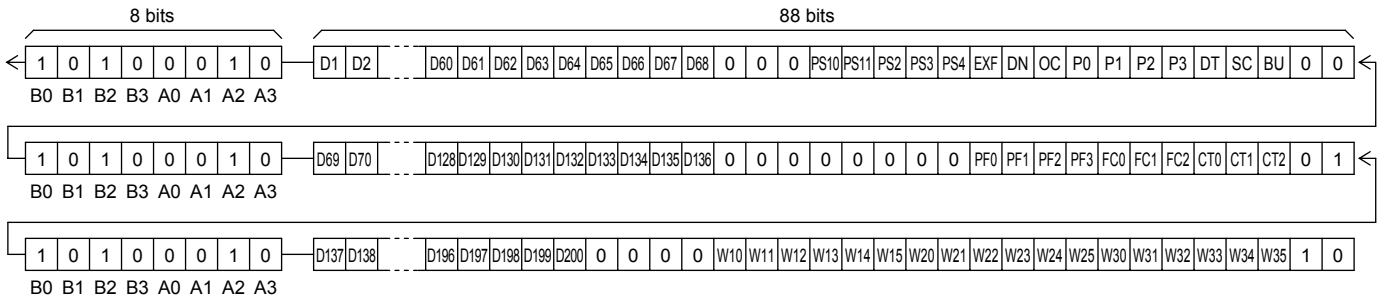 8 bits 88 bits
1 0 1 0 0 0 1 0 D1 D2 D60 D61 D62 D63 D64 D65 D66 D67 D68 0 0 0 PS10 PS11 PS2 PS3 PS4 EXF DN OC P0 P1 P2 P3 DT SC BU 0 0
B0 B1 B2 B3 A0 A1 A2 A3
1 0 1 0 0 0 1 0 D69 D70 D128 D129 D130 D131 D132 D133 D134 D135 D136 0 0 0 0 0 0 0 0 PF0 PF1 PF2 PF3 FC0 FC1 FC2 CT0 CT1 CT2 0 1
B0 B1 B2 B3 A0 A1 A2 A3
1 0 1 0 0 0 1 0 D137 D138 D196 D197 D198 D199 D200 0 0 0 0 W10 W11 W12 W13 W14 W15 W20 W21 W22 W23 W24 W25 W30 W31 W32 W33 W34 W35 1 0
B0 B1 B2 B3 A0 A1 A2 A3